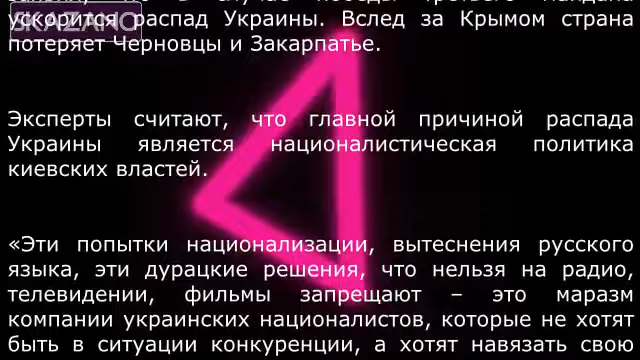 SKAZANO
ускорится распад Украины. Вслед за Крымом страна
потеряет Черновцы и Закарпатье.
Эксперты считают, что главной причиной распада
Украины является националистическая политика
киевских властей.
«Эти попытки национализации, вытеснения русского
языка, эти дурацкие решения, что нельзя на радио,
телевидении, фильмы запрещают – это маразм
компании украинских националистов, которые не хотят
быть в ситуации конкуренции, а хотят навязать свою